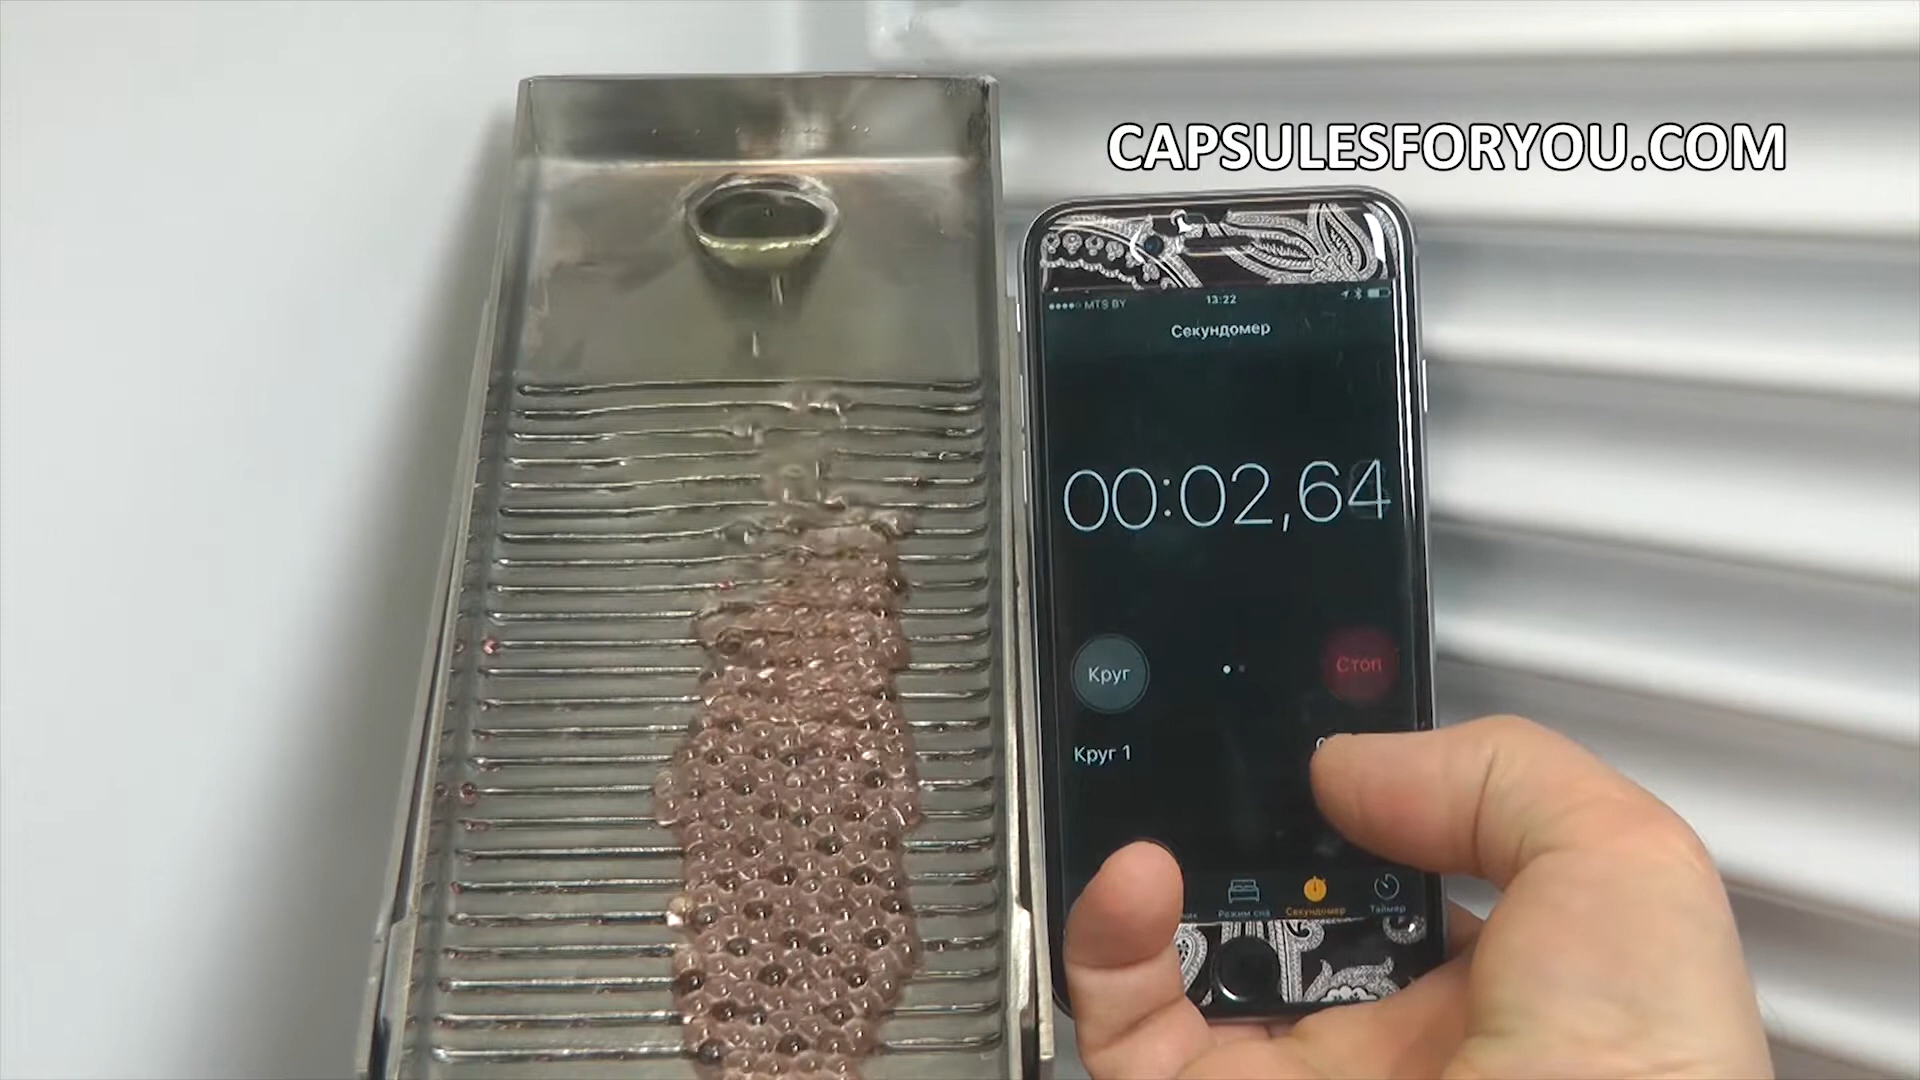 CAPSULESFORYOU.COM
MTS BY 13:22
Секундомер
00:02,64
Круг Стоп
Круг 1
Режим сна Секундомер Таймер